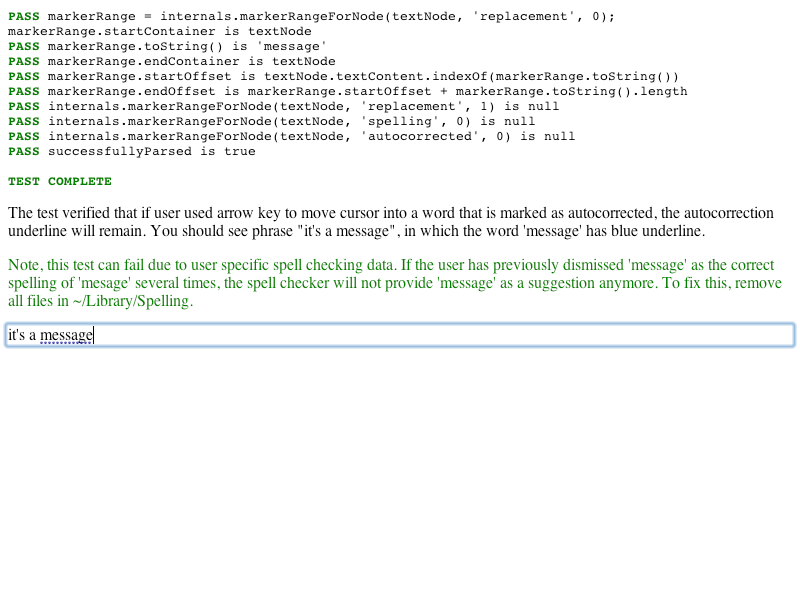 PASS markerRange = internals.markerRangeForNode(textNode, 'replacement', 0);
markerRange.startContainer is textNode
PASS markerRange.toString() is 'message'
PASS markerRange.endContainer is textNode
PASS markerRange.startOffset is textNode.textContent.indexOf(markerRange.toString())
PASS markerRange.endOffset is markerRange.startOffset + markerRange.toString().length
PASS internals.markerRangeForNode(textNode, 'replacement', 1) is null
PASS internals.markerRangeForNode(textNode, 'spelling', 0) is null
PASS internals.markerRangeForNode(textNode, 'autocorrected', 0) is null
PASS successfullyParsed is true
TEST COMPLETE
The test verified that if user used arrow key to move cursor into a word that is marked as autocorrected, the autocorrection
underline will remain. You should see phrase "it's a message", in which the word 'message' has blue underline.
Note, this test can fail due to user specific spell checking data. If the user has previously dismissed 'message' as the correct
spelling of 'mesage' several times, the spell checker will not provide 'message' as a suggestion anymore. To fix this, remove
all files in ~/Library/Spelling.
it's a message